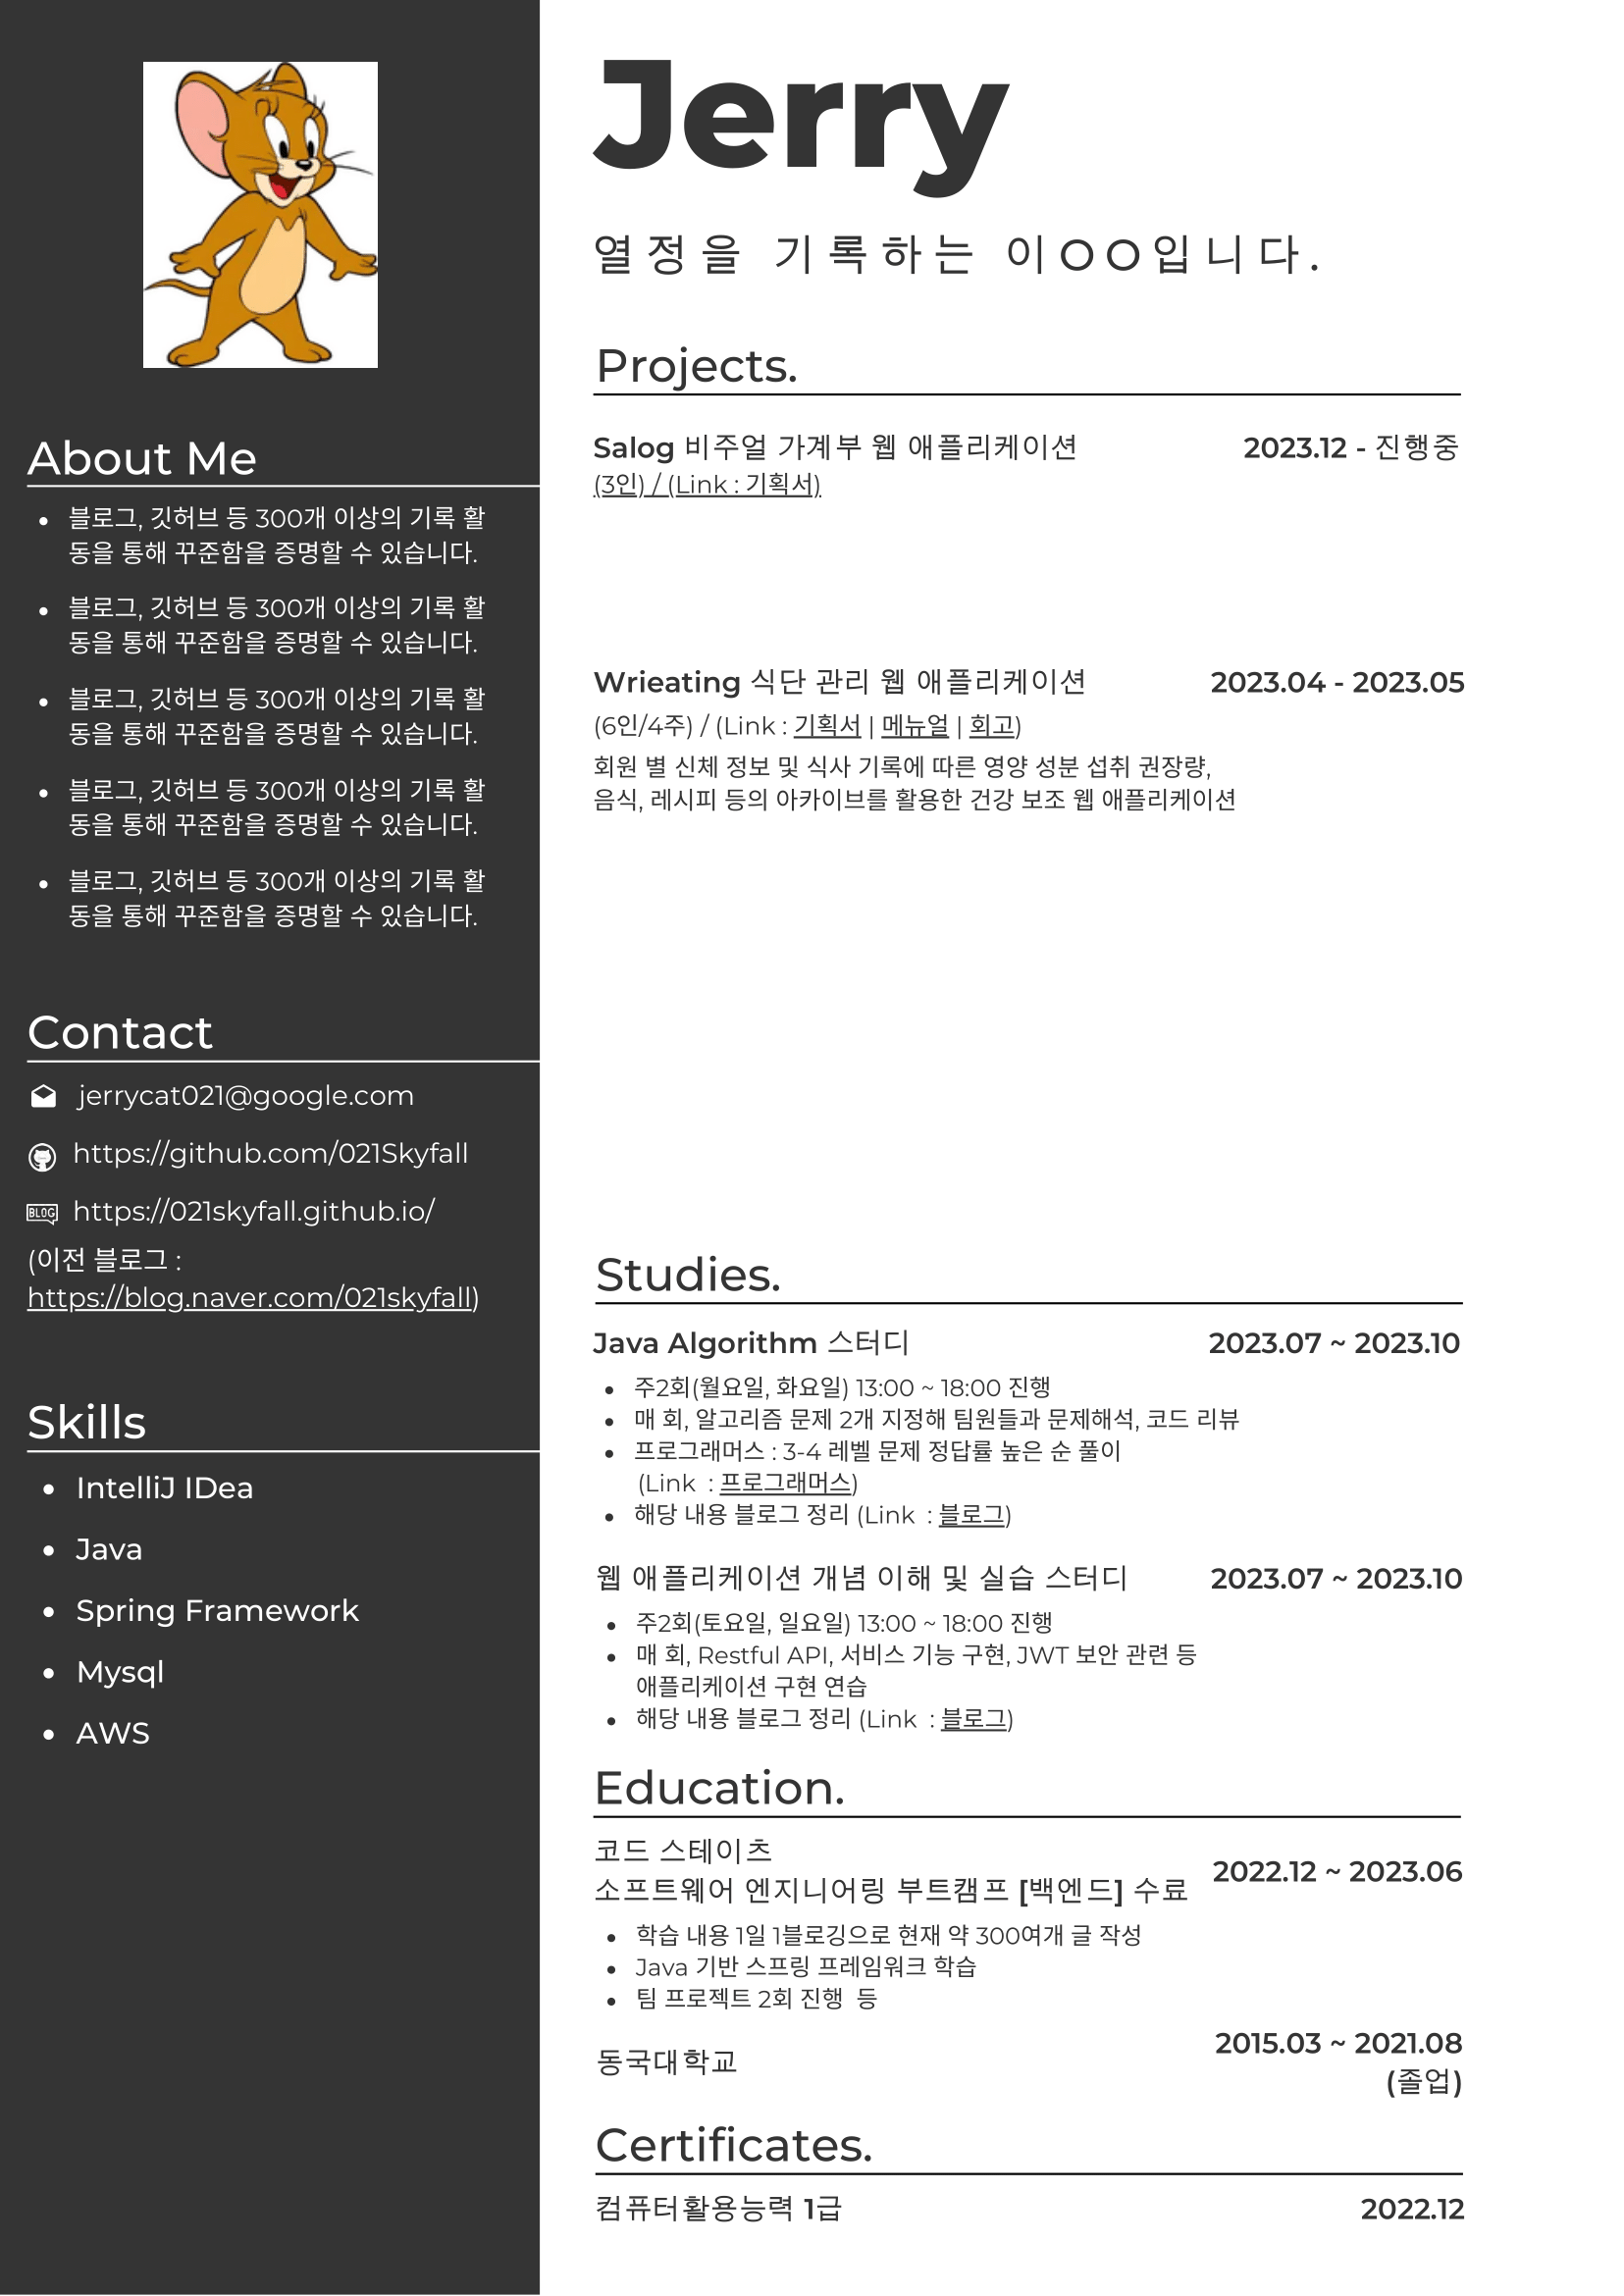 Jerry
열정을 기록하는 이OO입니다.
About Me
블로그, 깃허브 등 300개 이상의 기록 활
동을 통해 꾸준함을 증명할 수 있습니다.
블로그, 깃허브 등 300개 이상의 기록 활
동을 통해 꾸준함을 증명할 수 있습니다.
블로그, 깃허브 등 300개 이상의 기록 활
동을 통해 꾸준함을 증명할 수 있습니다.
블로그, 깃허브 등 300개 이상의 기록 활
동을 통해 꾸준함을 증명할 수 있습니다.
블로그, 깃허브 등 300개 이상의 기록 활
동을 통해 꾸준함을 증명할 수 있습니다.
Contact
jerrycat021@google.com
https://github.com/021Skyfall
BLOG https://021skyfall.github.io/
(이전 블로그 :
https://blog.naver.com/021skyfall)
Skills
IntelliJ IDea
Java
Spring Framework
Mysql
AWS
Projects.
Salog 비주얼 가계부 웹 애플리케이션 2023.12 - 진행중
(3인) / (Link : 기획서)
Wrieating 식단 관리 웹 애플리케이션 2023.04 - 2023.05
(6인/4주) / (Link : 기획서 | 메뉴얼 | 회고)
회원 별 신체 정보 및 식사 기록에 따른 영양 성분 섭취 권장량,
음식, 레시피 등의 아카이브를 활용한 건강 보조 웹 애플리케이션
Studies.
Java Algorithm 스터디 2023.07 ~ 2023.10
주2회(월요일, 화요일) 13:00 ~ 18:00 진행
매 회, 알고리즘 문제 2개 지정해 팀원들과 문제해석, 코드 리뷰
프로그래머스 : 3-4 레벨 문제 정답률 높은 순 풀이
(Link : 프로그래머스)
해당 내용 블로그 정리 (Link : 블로그)
웹 애플리케이션 개념 이해 및 실습 스터디 2023.07 ~ 2023.10
주2회(토요일, 일요일) 13:00 ~ 18:00 진행
매 회, Restful API, 서비스 기능 구현, JWT 보안 관련 등
애플리케이션 구현 연습
해당 내용 블로그 정리 (Link : 블로그)
Education.
코드 스테이츠
소프트웨어 엔지니어링 부트캠프 [백엔드] 수료 2022.12 ~ 2023.06
학습 내용 1일 1블로깅으로 현재 약 300여개 글 작성
Java 기반 스프링 프레임워크 학습
팀 프로젝트 2회 진행 등
동국대학교 2015.03 ~ 2021.08
(졸업)
Certificates.
컴퓨터활용능력 1급 2022.12